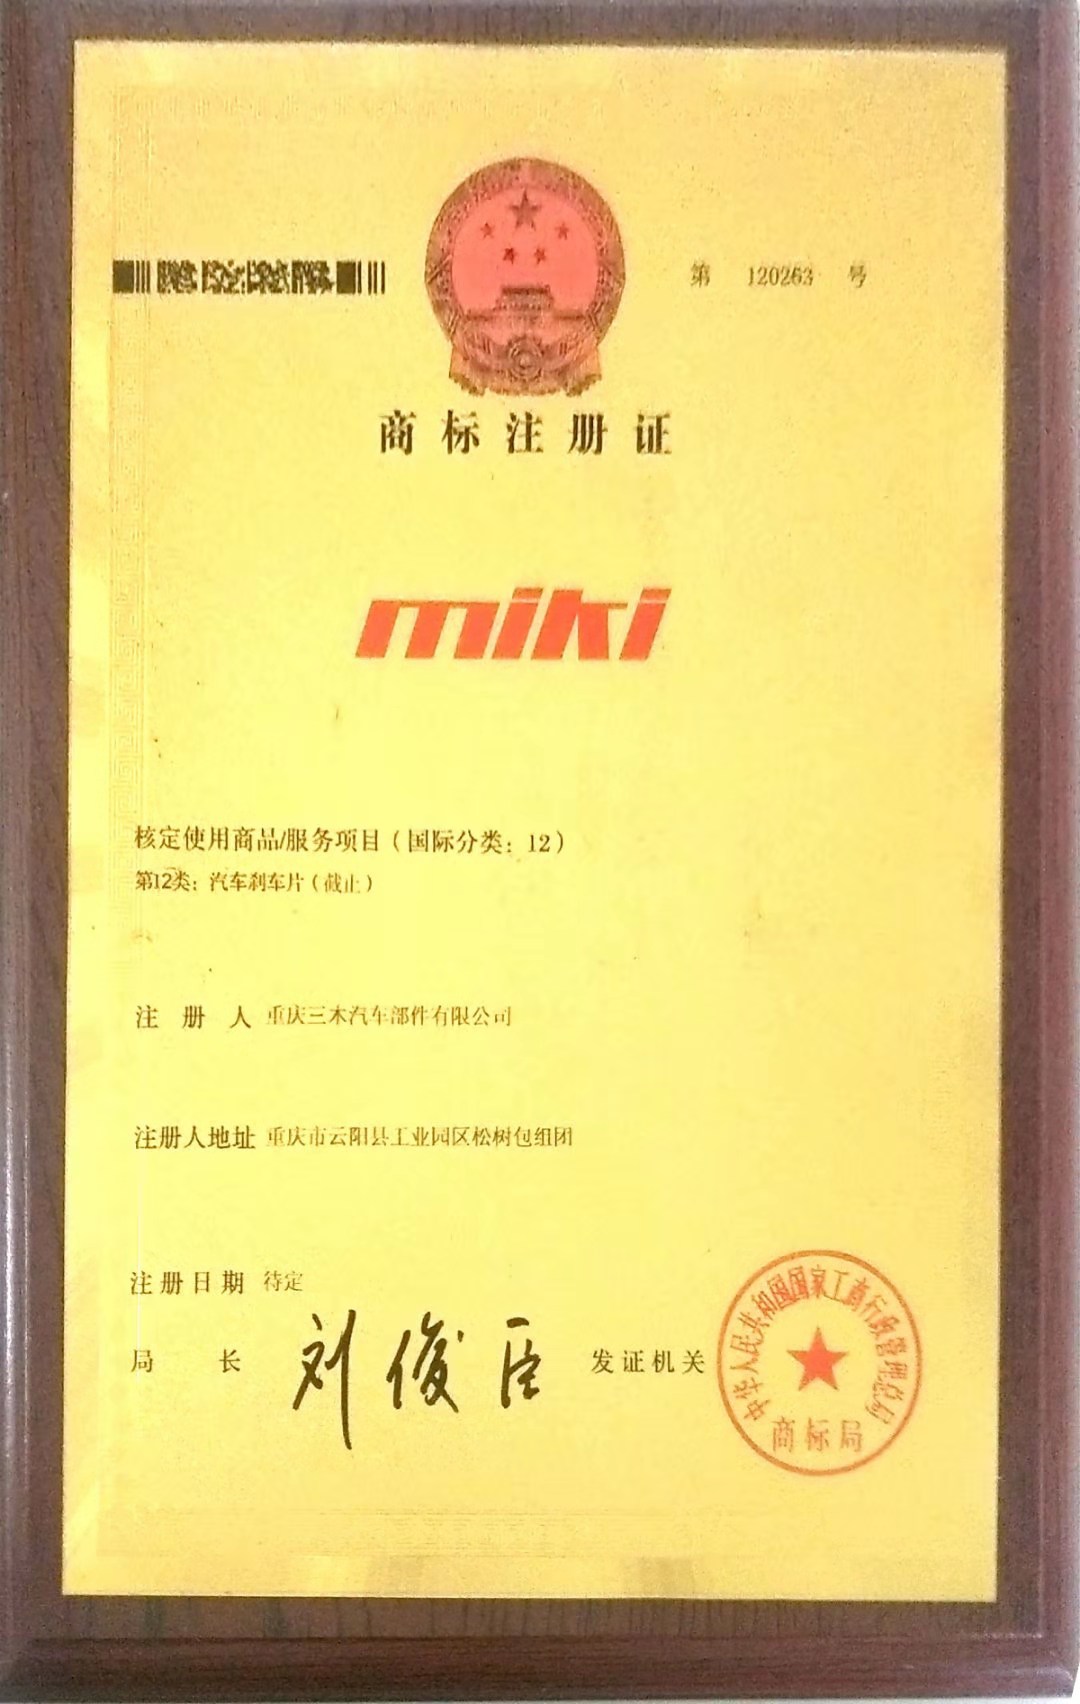 第 120263 号
商标注册证
miki
核定使用商品/服务项目（国际分类：12）
第12类：汽车刹车片（截止）
注册人 重庆三木汽车部件有限公司
注册人地址 重庆市云阳县工业园区松树包组团
注册日期 待定
局长 刘俊臣 发证机关
中华人民共和国国家工商行政管理总局
商标局